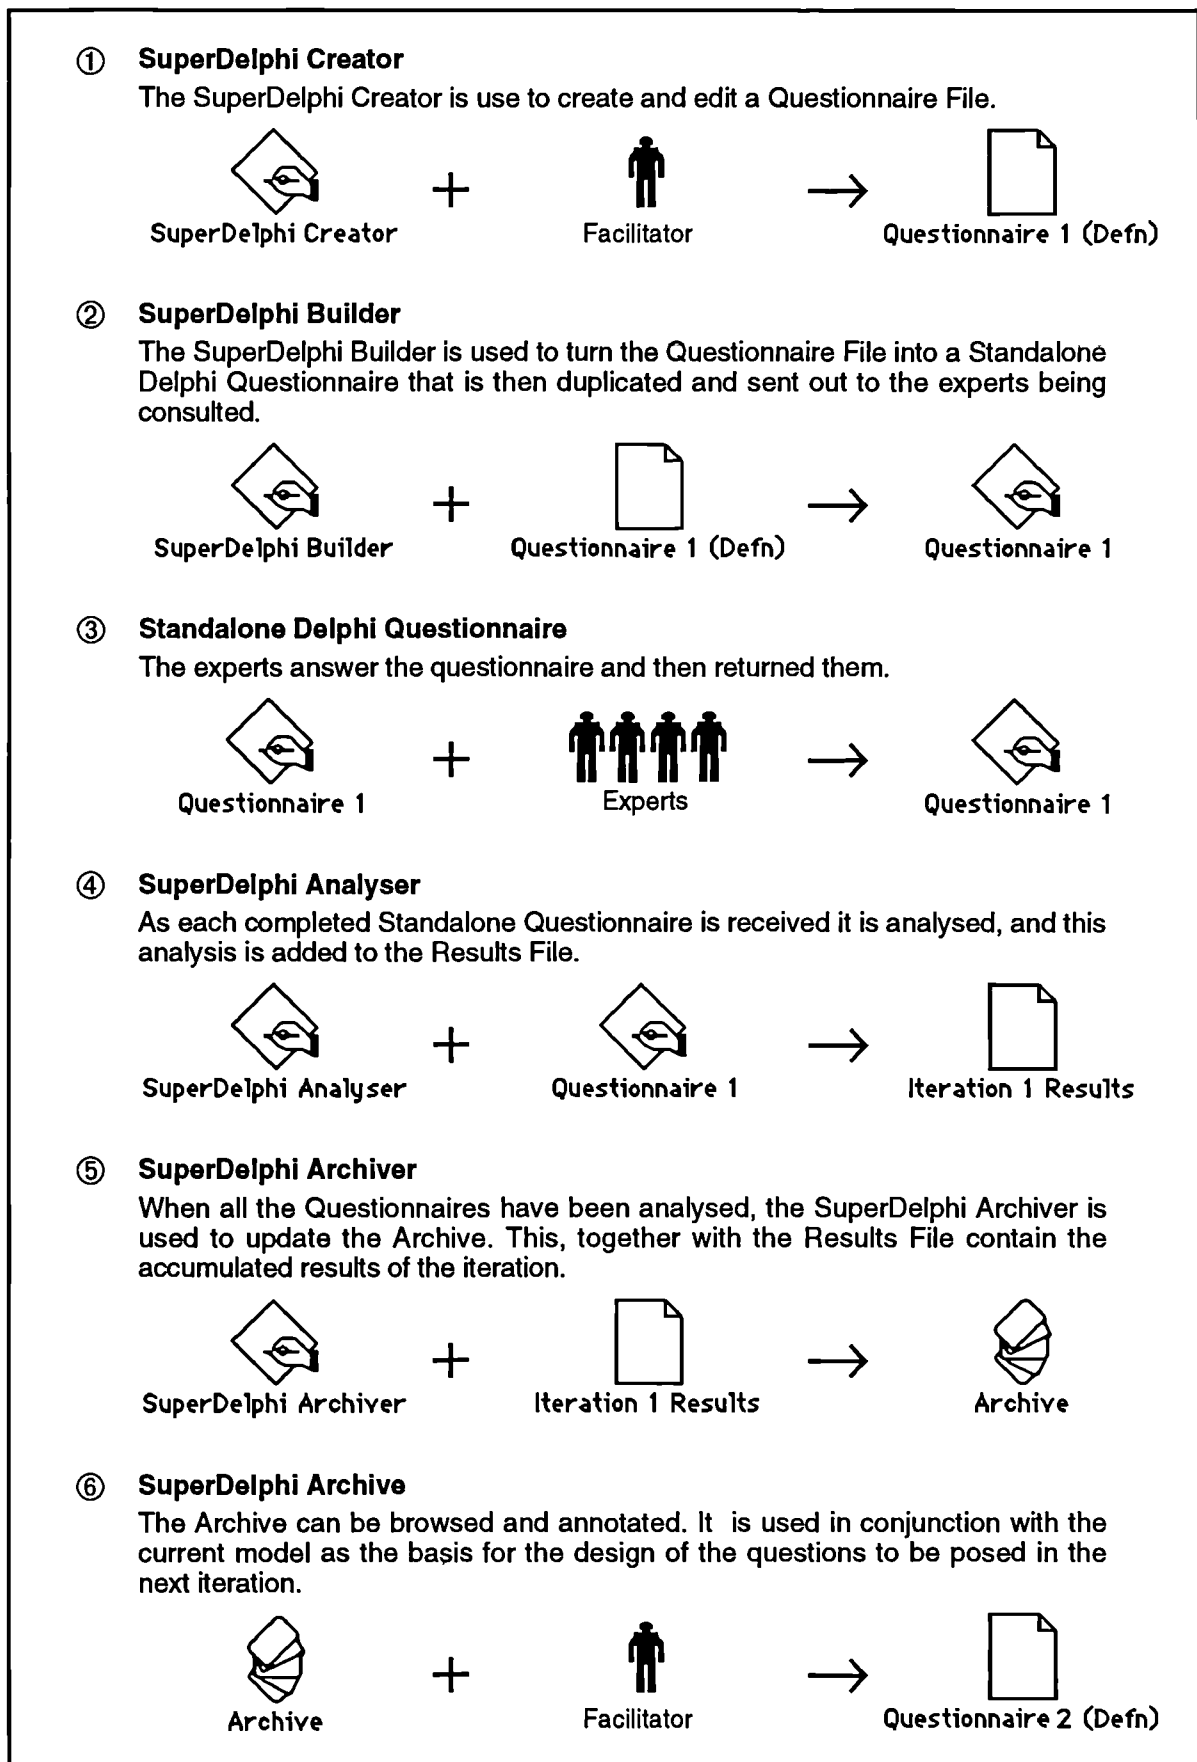 ① SuperDelphi Creator
The SuperDelphi Creator is use to create and edit a Questionnaire File.
+ →
SuperDelphi Creator Facilitator Questionnaire 1 (Defn)
② SuperDelphi Builder
The SuperDelphi Builder is used to turn the Questionnaire File into a Standalone
Delphi Questionnaire that is then duplicated and sent out to the experts being
consulted.
+ →
SuperDelphi Builder Questionnaire 1 (Defn) Questionnaire 1
③ Standalone Delphi Questionnaire
The experts answer the questionnaire and then returned them.
+ →
Questionnaire 1 Experts Questionnaire 1
④ SuperDelphi Analyser
As each completed Standalone Questionnaire is received it is analysed, and this
analysis is added to the Results File.
+ →
SuperDelphi Analyser Questionnaire 1 Iteration 1 Results
⑤ SuperDelphi Archiver
When all the Questionnaires have been analysed, the SuperDelphi Archiver is
used to update the Archive. This, together with the Results File contain the
accumulated results of the iteration.
+ →
SuperDelphi Archiver Iteration 1 Results Archive
⑥ SuperDelphi Archive
The Archive can be browsed and annotated. It is used in conjunction with the
current model as the basis for the design of the questions to be posed in the
next iteration.
+ →
Archive Facilitator Questionnaire 2 (Defn)